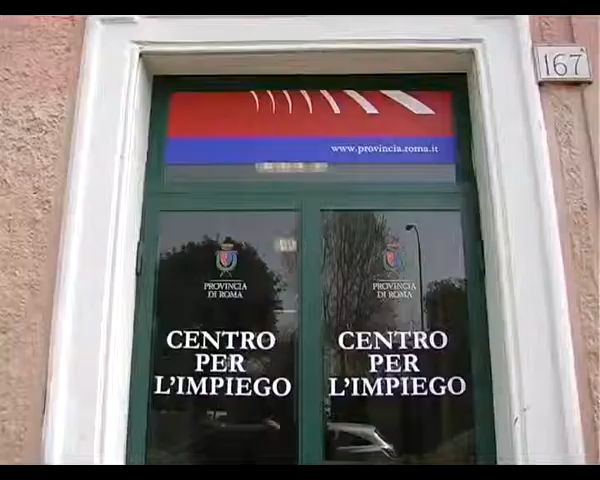 167
www.provincia.roma.it
PROVINCIA
DI ROMA
CENTRO
PER
L'IMPIEGO
PROVINCIA
DI ROMA
CENTRO
PER
L'IMPIEGO